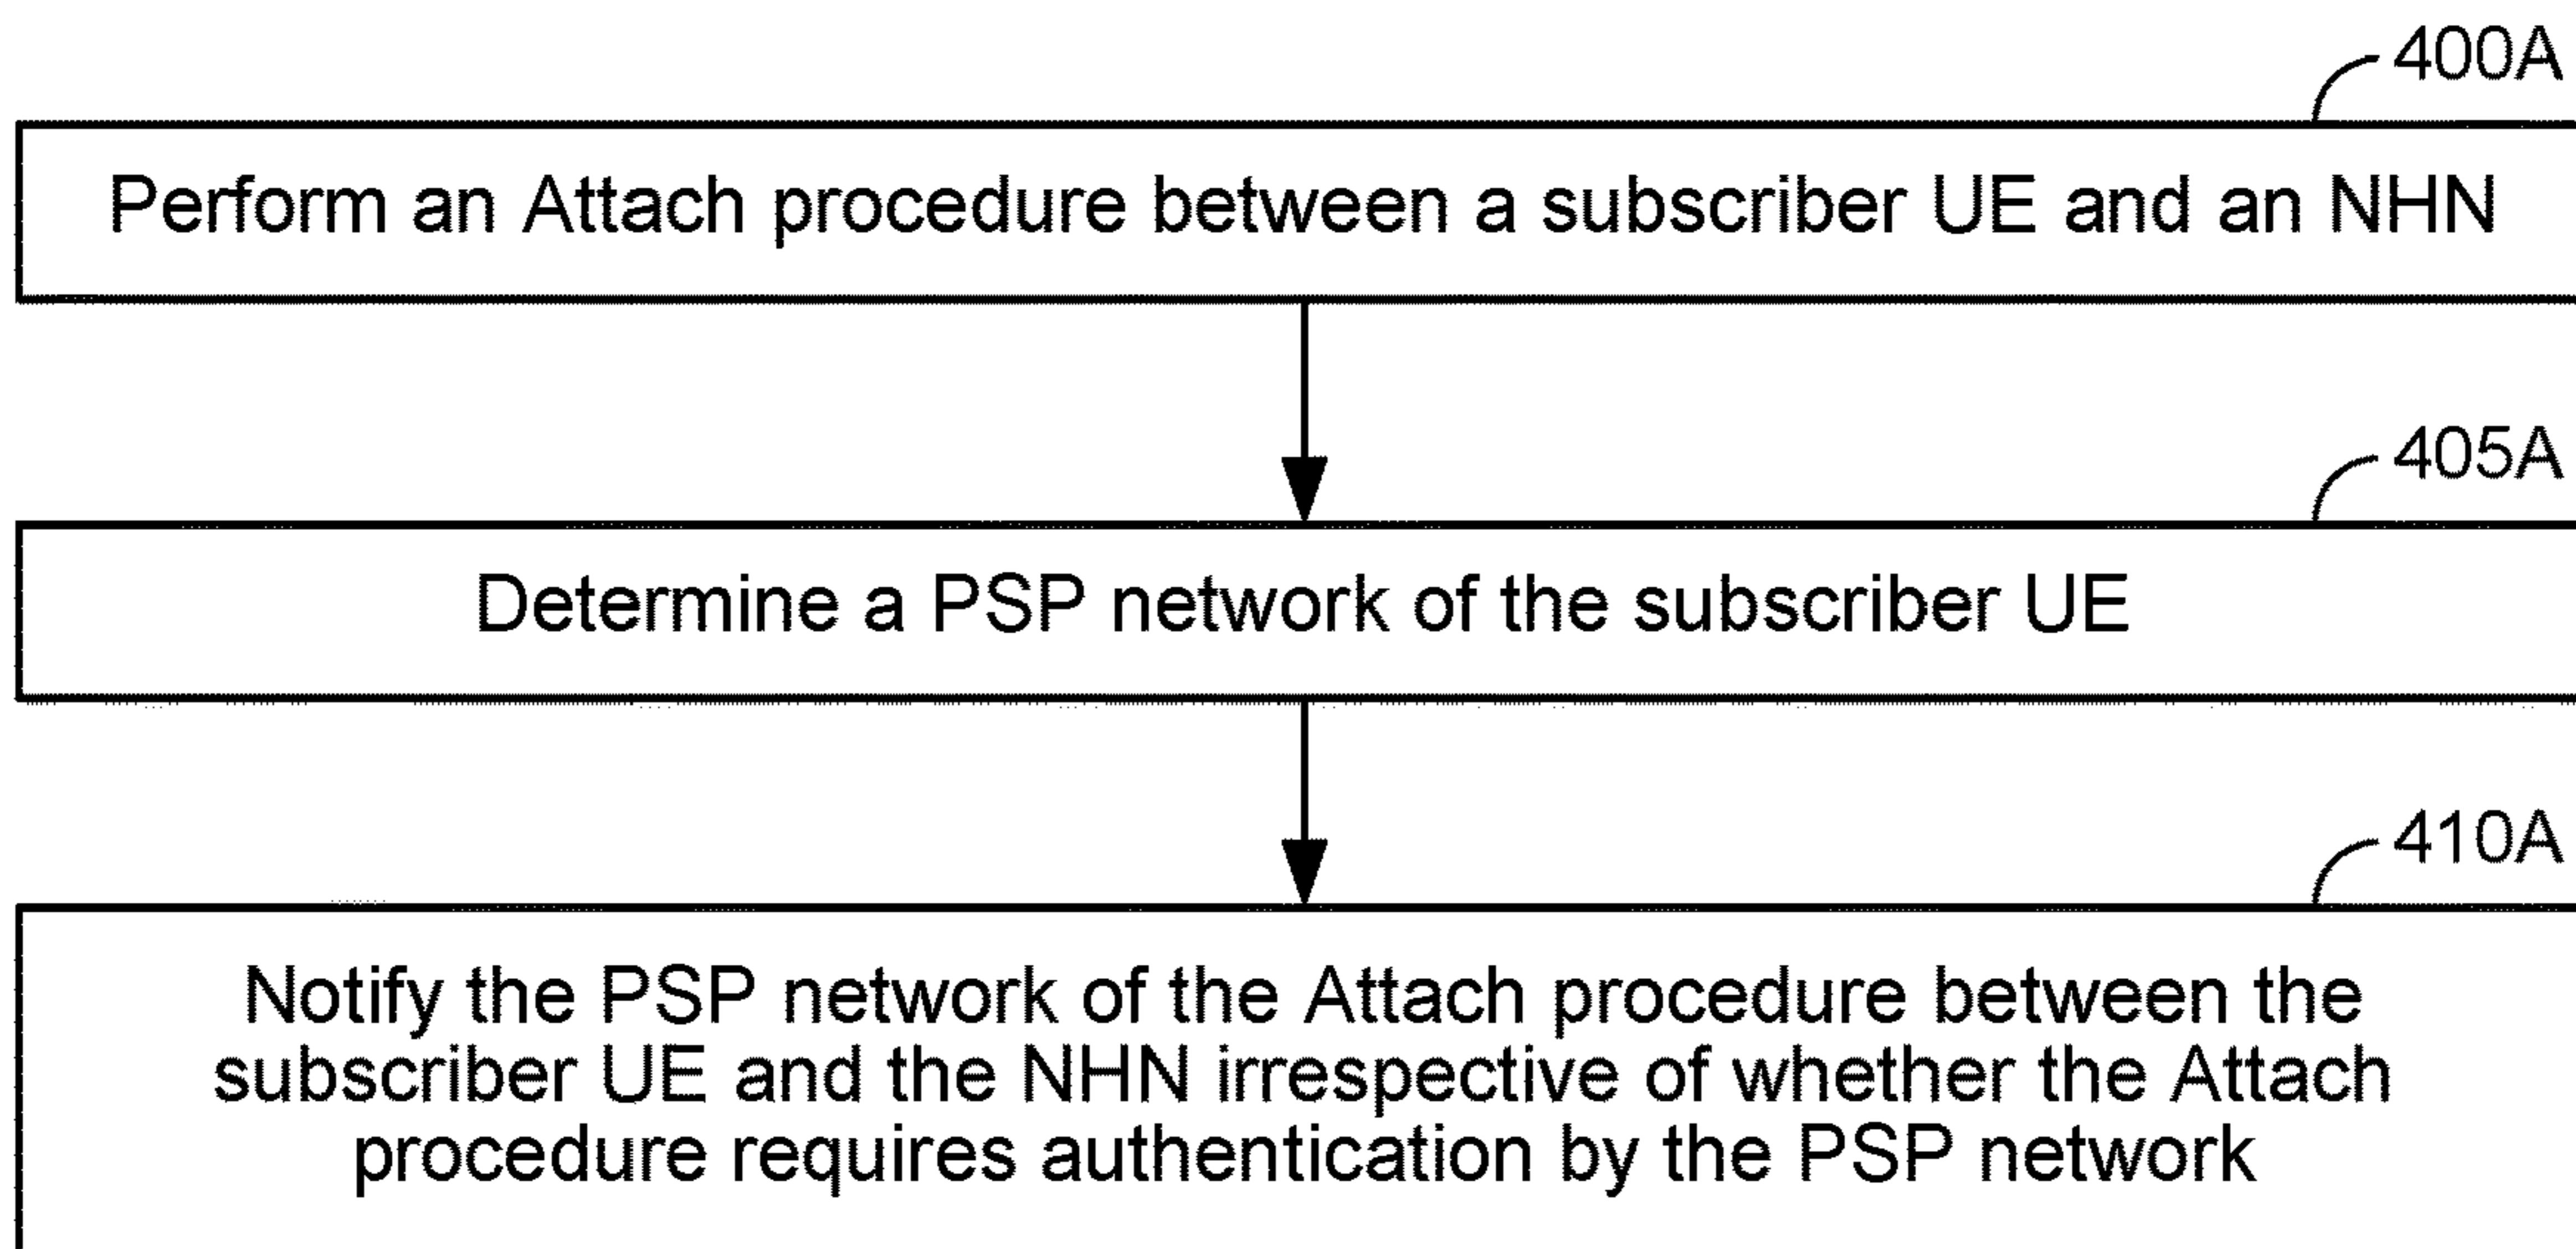 400A
Perform an Attach procedure between a subscriber UE and an NHN
405A
Determine a PSP network of the subscriber UE
410A
Notify the PSP network of the Attach procedure between the
subscriber UE and the NHN irrespective of whether the Attach
procedure requires authentication by the PSP network